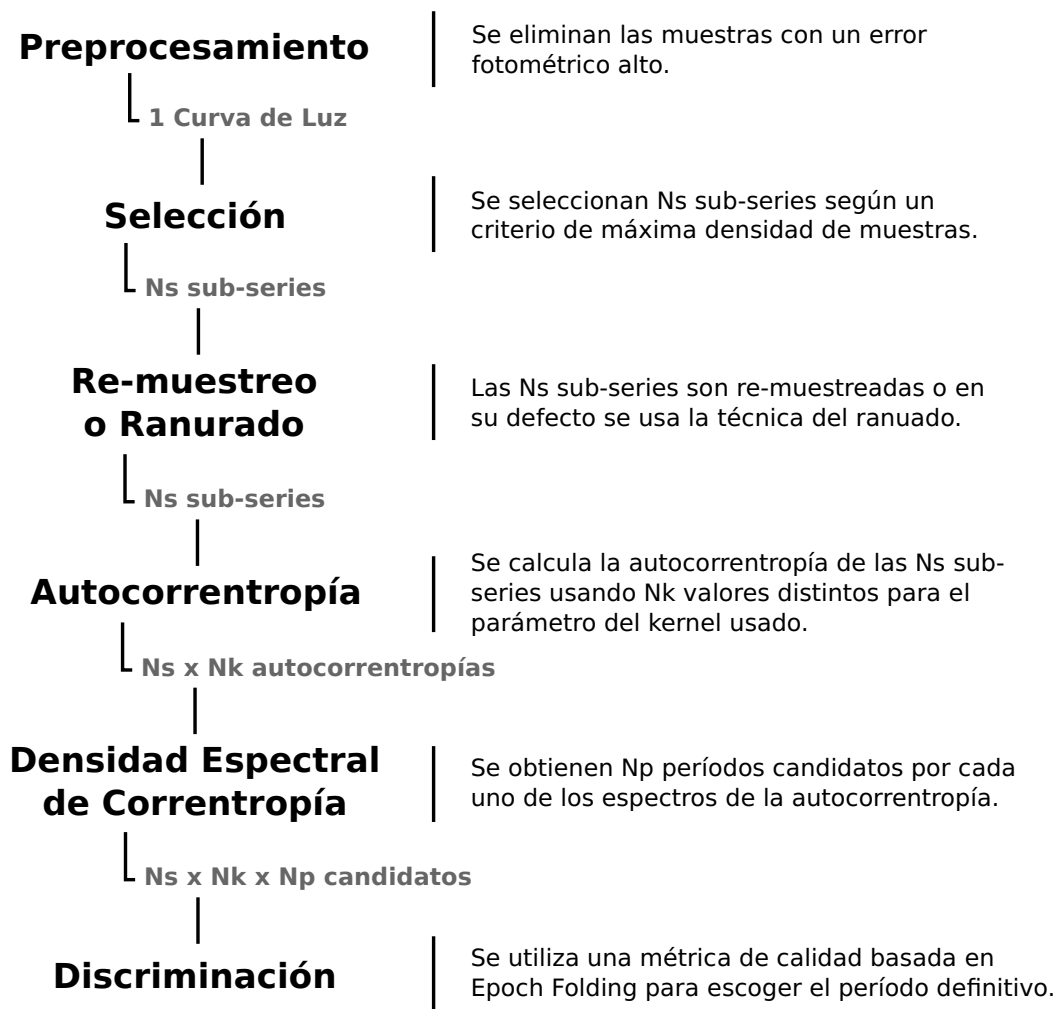 Preprocesamiento
Se eliminan las muestras con un error
fotométrico alto.
1 Curva de Luz
Selección
Se seleccionan Ns sub-series según un
criterio de máxima densidad de muestras.
Ns sub-series
Re-muestreo
o Ranurado
Las Ns sub-series son re-muestreadas o en
su defecto se usa la técnica del ranuado.
Ns sub-series
Autocorrentropía
Se calcula la autocorrentropía de las Ns sub-
series usando Nk valores distintos para el
parámetro del kernel usado.
Ns x Nk autocorrentropías
Densidad Espectral
de Correntropía
Se obtienen Np períodos candidatos por cada
uno de los espectros de la autocorrentropía.
Ns x Nk x Np candidatos
Discriminación
Se utiliza una métrica de calidad basada en
Epoch Folding para escoger el período definitivo.